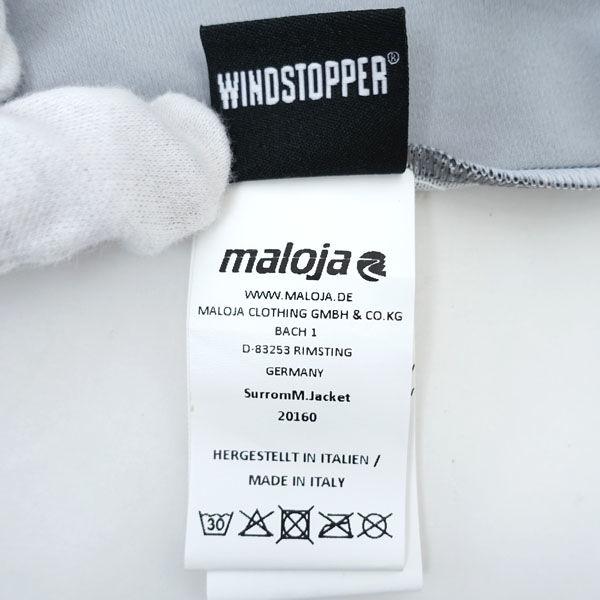 WINDSTOPPER®
maloja
WWW.MALOJA.DE
MALOJA CLOTHING GMBH & CO.KG
BACH 1
D-83253 RIMSTING
GERMANY
SurromM.Jacket
20160
HERGESTELLT IN ITALIEN /
MADE IN ITALY
30